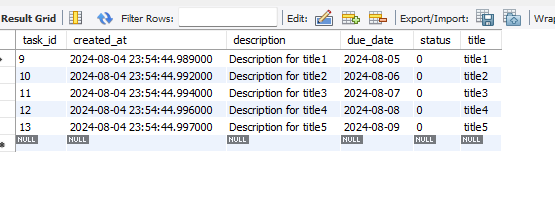 Result Grid Filter Rows: Edit: Export/Import: Wrap
task_id created_at description due_date status title
9 2024-08-04 23:54:44.989000 Description for title1 2024-08-05 0 title1
10 2024-08-04 23:54:44.992000 Description for title2 2024-08-06 0 title2
11 2024-08-04 23:54:44.994000 Description for title3 2024-08-07 0 title3
12 2024-08-04 23:54:44.996000 Description for title4 2024-08-08 0 title4
13 2024-08-04 23:54:44.997000 Description for title5 2024-08-09 0 title5
NULL NULL NULL NULL NULL NULL